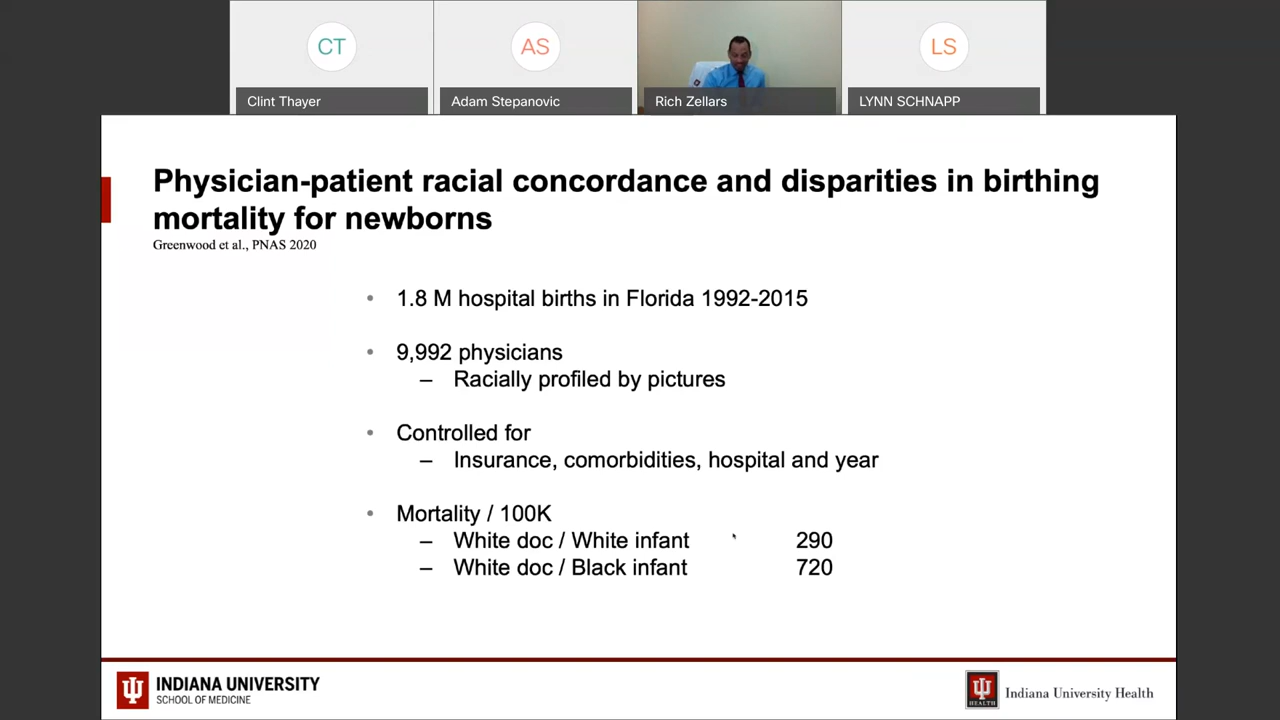 CT
AS
LS
Clint Thayer
Adam Stepanovic
Rich Zellars
LYNN SCHNAPP
Physician-patient racial concordance and disparities in birthing
mortality for newborns
Greenwood et al., PNAS 2020
• 1.8 M hospital births in Florida 1992-2015
• 9,992 physicians
– Racially profiled by pictures
• Controlled for
– Insurance, comorbidities, hospital and year
• Mortality / 100K
– White doc / White infant 290
– White doc / Black infant 720
INDIANA UNIVERSITY
SCHOOL OF MEDICINE
HEALTH
Indiana University Health